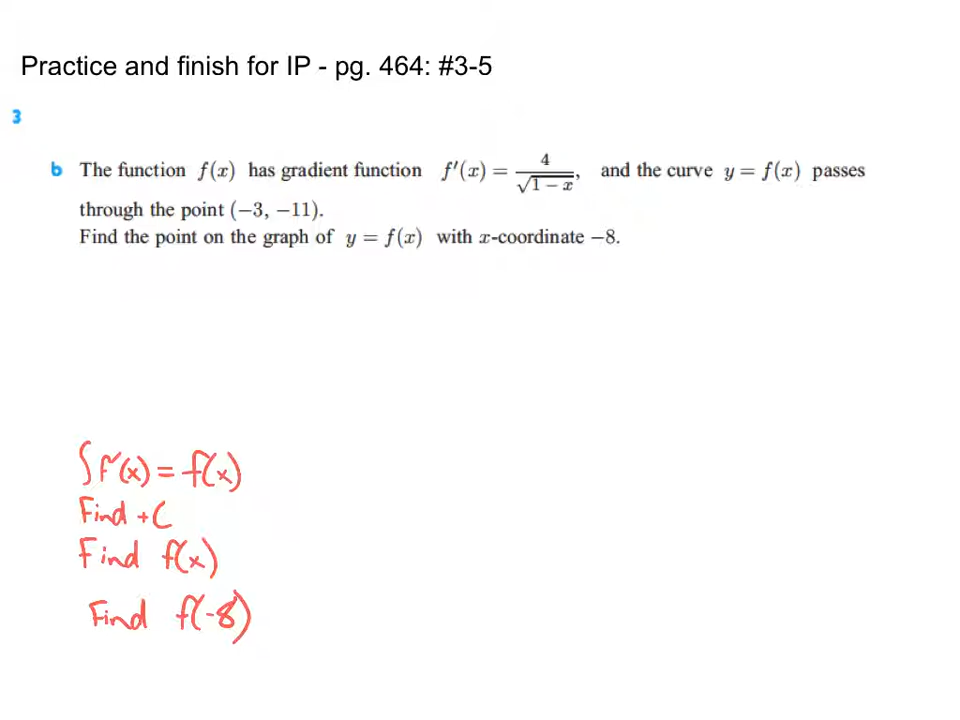 Practice and finish for IP - pg. 464: #3-5
3
b The function f(x) has gradient function f′(x) = 4/√(1 − x), and the curve y = f(x) passes
through the point (−3, −11).
Find the point on the graph of y = f(x) with x-coordinate −8.
∫f′(x) = f(x)
Find +C
Find f(x)
Find f(-8)